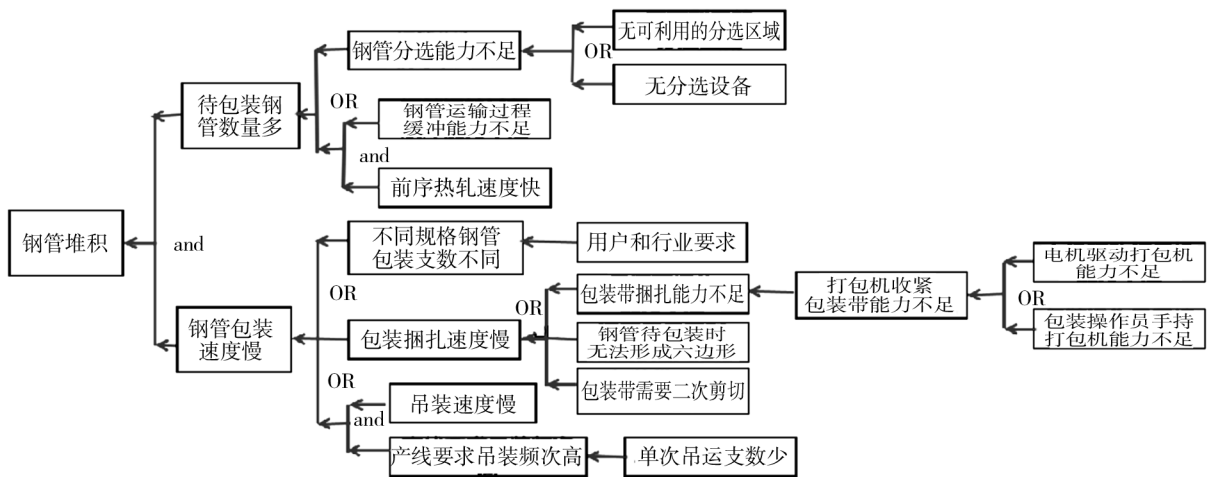 无可利用的分选区域
钢管分选能力不足
OR
无分选设备
待包装钢
管数量多
OR
钢管运输过程
缓冲能力不足
and
前序热轧速度快
钢管堆积
and
不同规格钢管
包装支数不同
用户和行业要求
OR
电机驱动打包机
能力不足
包装带捆扎能力不足
打包机收紧
包装带能力不足
OR
OR
钢管包装
速度慢
包装捆扎速度慢
钢管待包装时
无法形成六边形
包装操作员手持
打包机能力不足
包装带需要二次剪切
OR
吊装速度慢
and
产线要求吊装频次高
单次吊运支数少